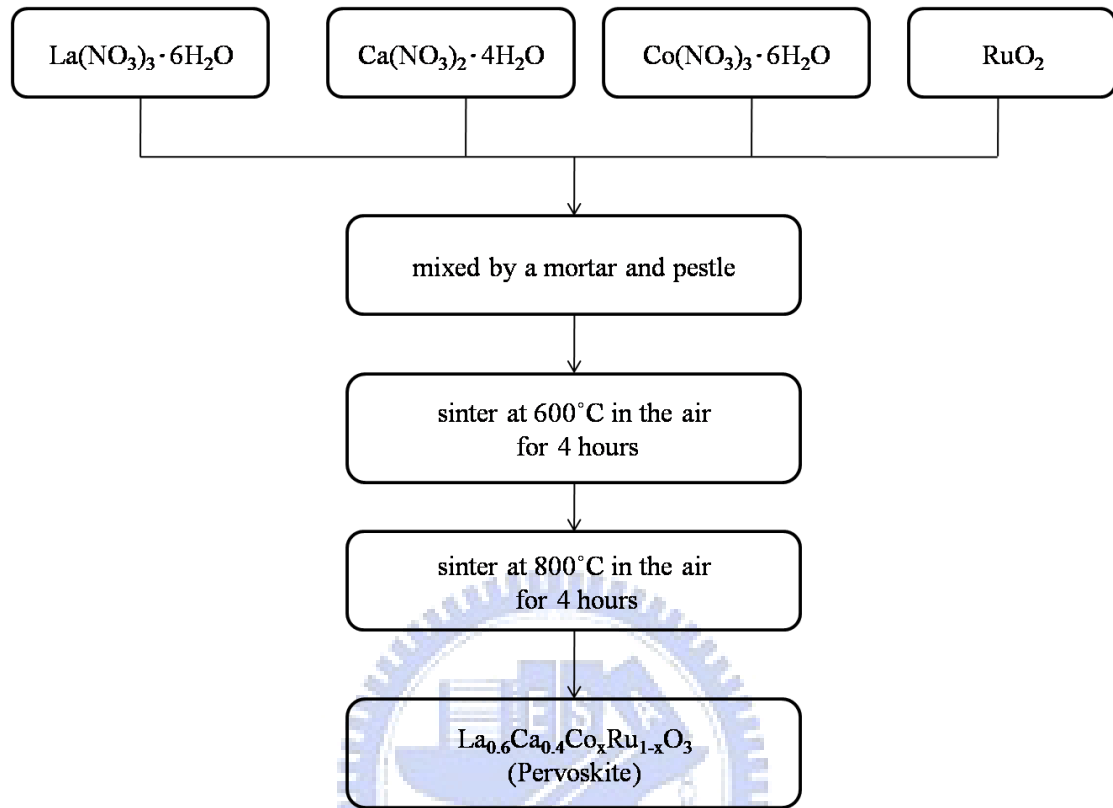 La(NO₃)₃·6H₂O
Ca(NO₃)₂·4H₂O
Co(NO₃)₃·6H₂O
RuO₂
mixed by a mortar and pestle
sinter at 600°C in the air
for 4 hours
sinter at 800°C in the air
for 4 hours
E S A
La₀.₆Ca₀.₄CoₓRu₁₋ₓO₃
(Pervoskite)